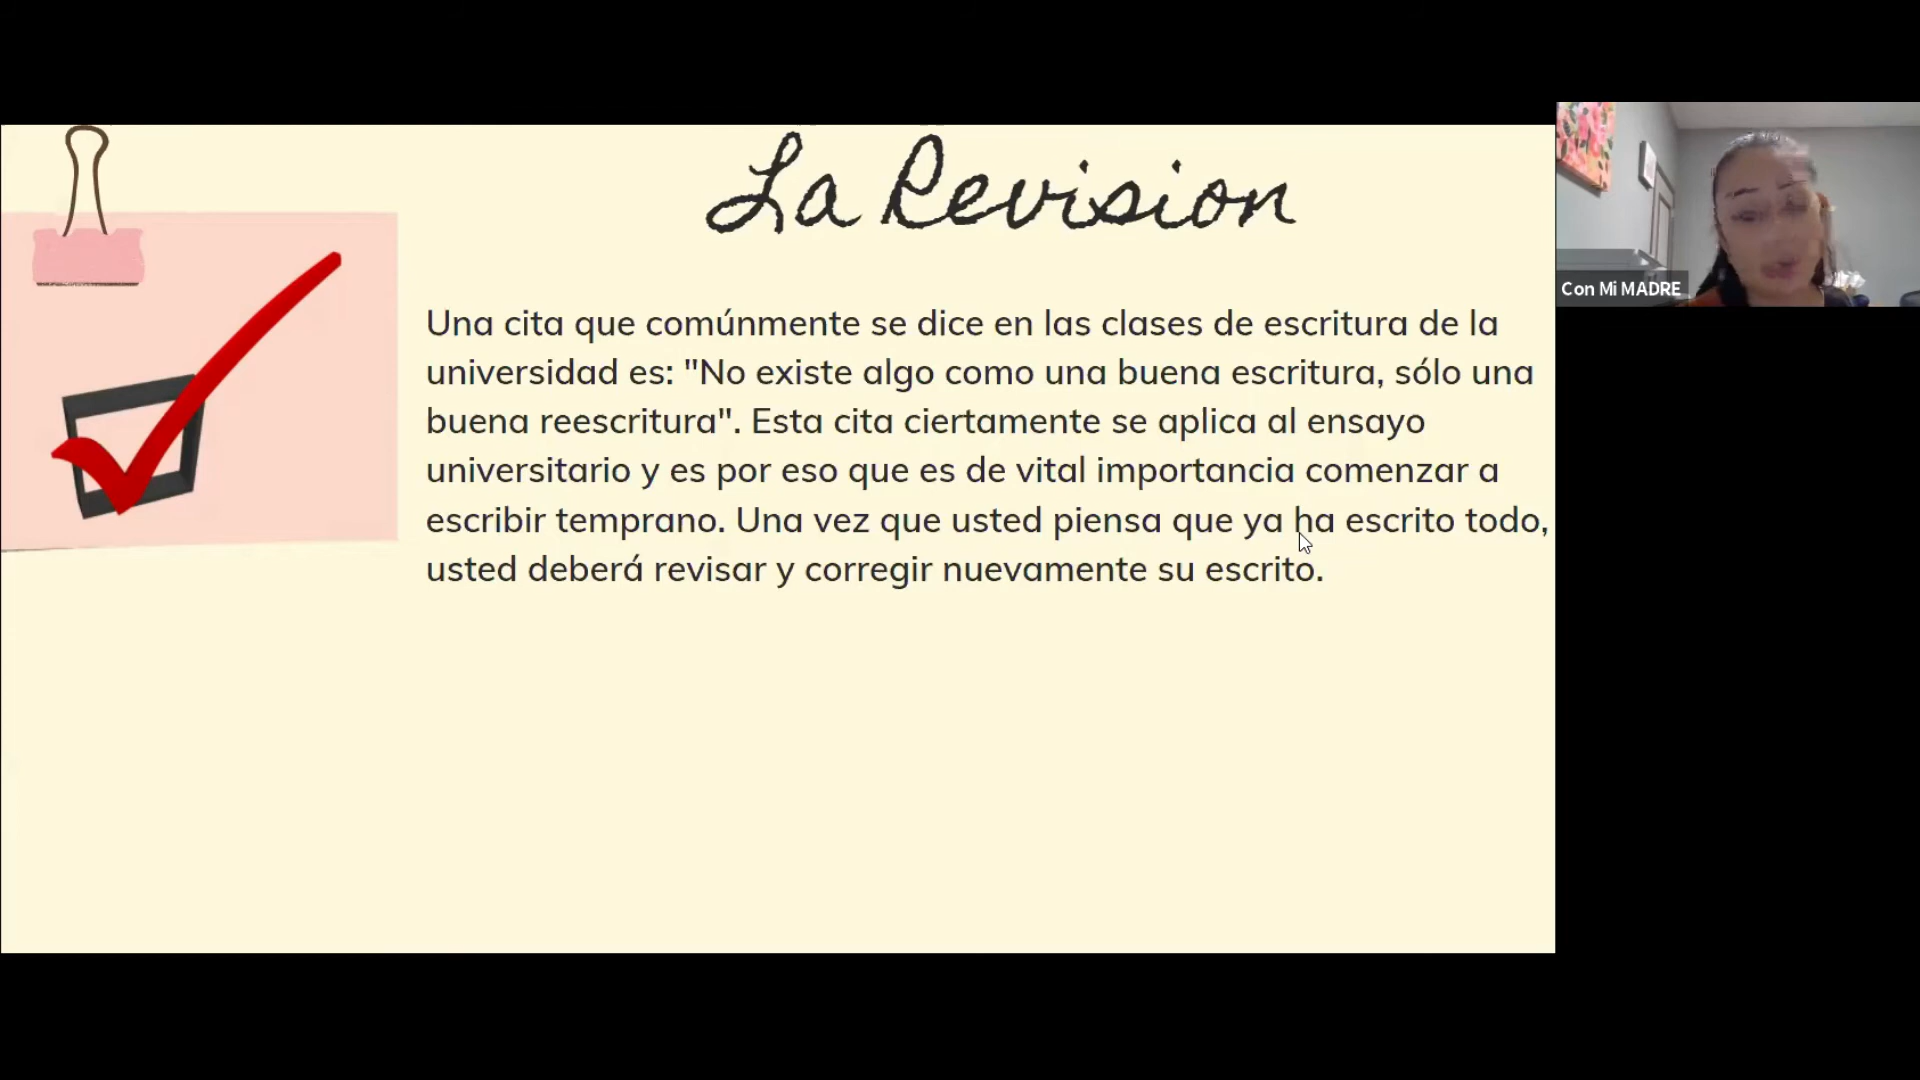 La Revision
Una cita que comúnmente se dice en las clases de escritura de la
universidad es: "No existe algo como una buena escritura, sólo una
buena reescritura". Esta cita ciertamente se aplica al ensayo
universitario y es por eso que es de vital importancia comenzar a
escribir temprano. Una vez que usted piensa que ya ha escrito todo,
usted deberá revisar y corregir nuevamente su escrito.
Con Mi MADRE